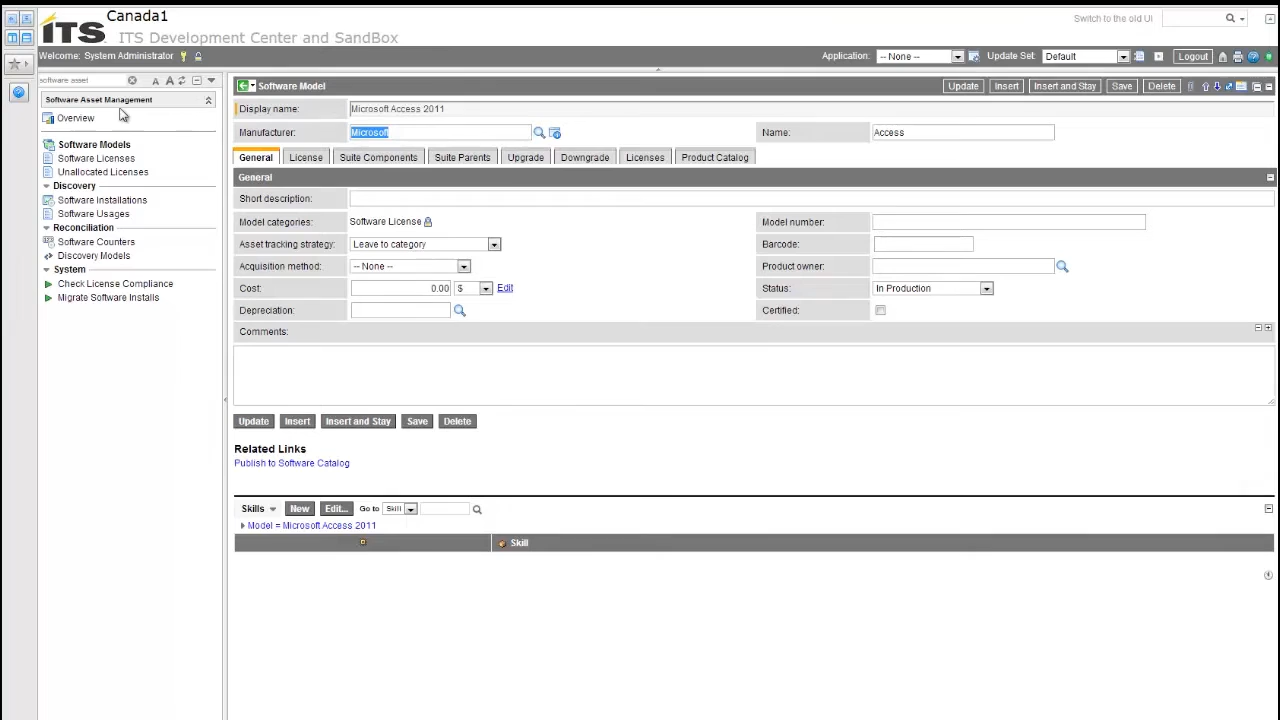 Canada1
ITS
ITS Development Center and SandBox
Switch to the old UI
Welcome: System Administrator
Application: -- None -- Update Set: Default Logout
software asset A A
Software Asset Management
Overview
Software Models
Software Licenses
Unallocated Licenses
Discovery
Software Installations
Software Usages
Reconciliation
Software Counters
Discovery Models
System
Check License Compliance
Migrate Software Installs
Software Model Update Insert Insert and Stay Save Delete
Display name: Microsoft Access 2011
Manufacturer: Microsoft Name: Access
General License Suite Components Suite Parents Upgrade Downgrade Licenses Product Catalog
General
Short description:
Model categories: Software License Model number:
Asset tracking strategy: Leave to category Barcode:
Acquisition method: -- None -- Product owner:
Cost: 0.00 $ Edit Status: In Production
Depreciation: Certified:
Comments:
Update Insert Insert and Stay Save Delete
Related Links
Publish to Software Catalog
Skills New Edit... Go to Skill
Model = Microsoft Access 2011
Skill